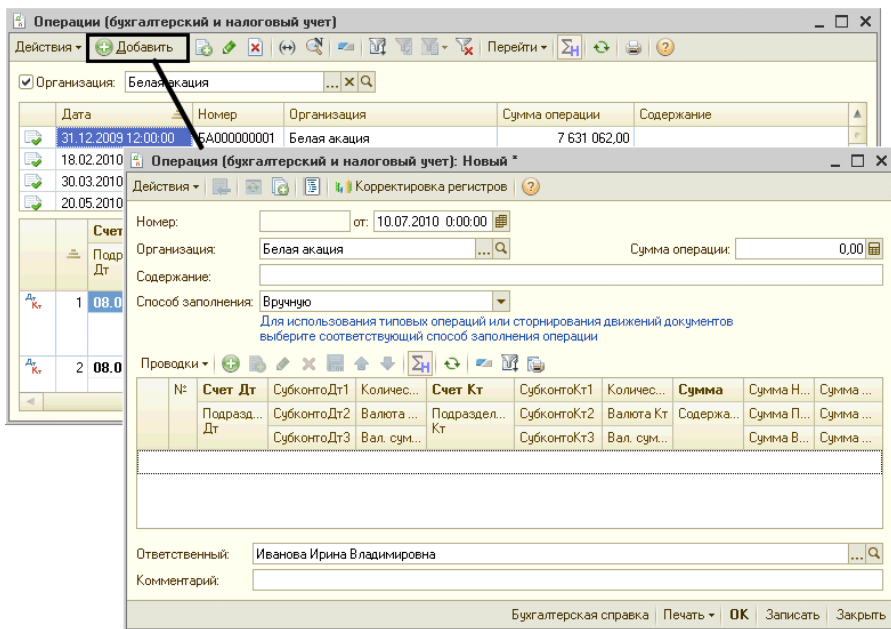 Операции (бухгалтерский и налоговый учет)
Действия Добавить Перейти
Организация: Белая акация
Дата Номер Организация Сумма операции Содержание
31.12.2009 12:00:00 БА000000001 Белая акация 7 631 062,00
18.02.2010
30.03.2010
20.05.2010
Счет
Подр
Дт
1 08.0
2 08.0
Операция (бухгалтерский и налоговый учет): Новый *
Действия Корректировка регистров
Номер: от: 10.07.2010 0:00:00
Организация: Белая акация Сумма операции: 0,00
Содержание:
Способ заполнения: Вручную
Для использования типовых операций или сторнирования движений документов
выберите соответствующий способ заполнения операции
Проводки
№ Счет Дт СубконтоДт1 Количес... Счет Кт СубконтоКт1 Количес... Сумма Сумма Н... Сумма ...
Подразд... Дт СубконтоДт2 Валюта ... Подраздел... Кт СубконтоКт2 Валюта Кт Содержа... Сумма П... Сумма ...
СубконтоДт3 Вал. сум... СубконтоКт3 Вал. сум... Сумма В... Сумма ...
Ответственный: Иванова Ирина Владимировна
Комментарий:
Бухгалтерская справка Печать OK Записать Закрыть